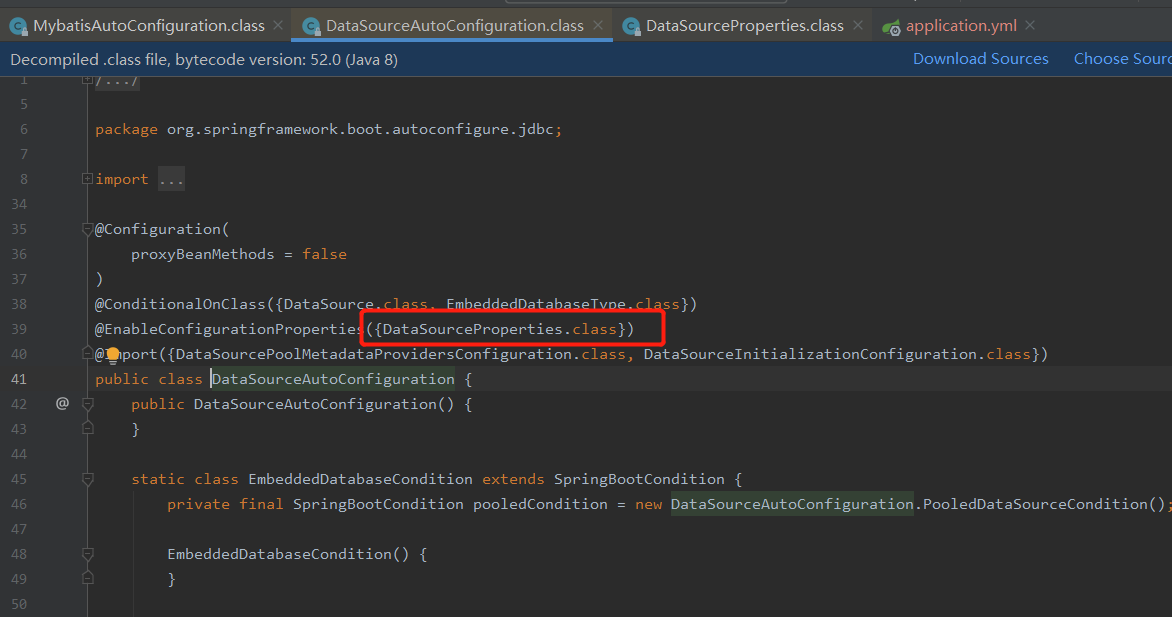 MybatisAutoConfiguration.class DataSourceAutoConfiguration.class DataSourceProperties.class application.yml
Decompiled .class file, bytecode version: 52.0 (Java 8) Download Sources Choose Sourc
1 /.../
5
6 package org.springframework.boot.autoconfigure.jdbc;
7
8 import ...
34
35 @Configuration(
36 proxyBeanMethods = false
37 )
38 @ConditionalOnClass({DataSource.class, EmbeddedDatabaseType.class})
39 @EnableConfigurationProperties({DataSourceProperties.class})
40 @Import({DataSourcePoolMetadataProvidersConfiguration.class, DataSourceInitializationConfiguration.class})
41 public class DataSourceAutoConfiguration {
42 @ public DataSourceAutoConfiguration() {
43 }
44
45 static class EmbeddedDatabaseCondition extends SpringBootCondition {
46 private final SpringBootCondition pooledCondition = new DataSourceAutoConfiguration.PooledDataSourceCondition();
47
48 EmbeddedDatabaseCondition() {
49 }
50